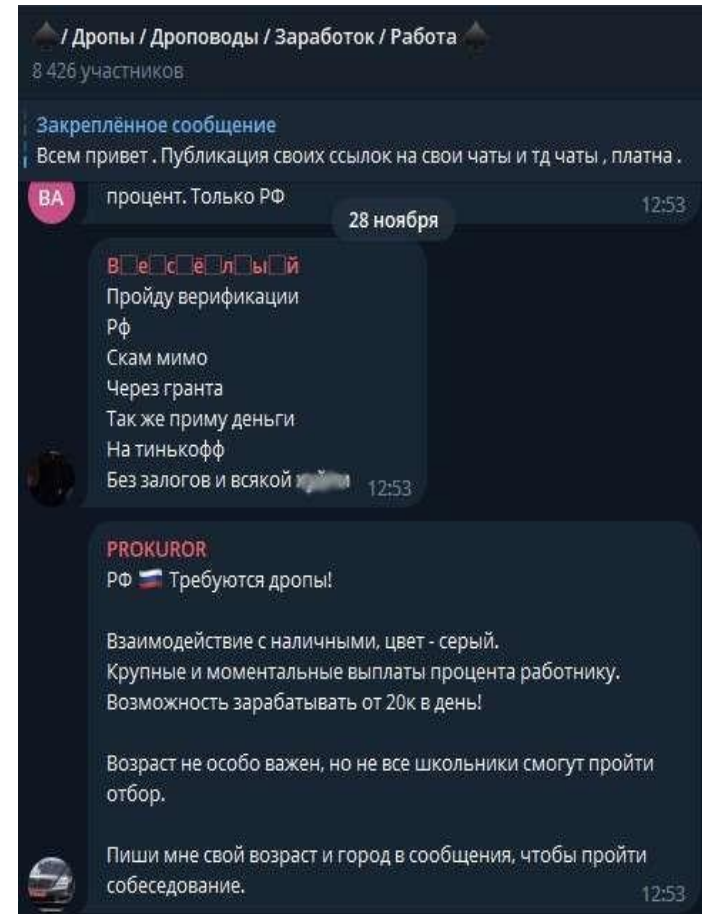 / Дропы / Дроповоды / Заработок / Работа
8 426 участников
Закреплённое сообщение
Всем привет . Публикация своих ссылок на свои чаты и тд чаты , платна .
ВА
процент. Только РФ
12:53
28 ноября
Весёлый
Пройду верификации
Рф
Скам мимо
Через гранта
Так же приму деньги
На тинькофф
Без залогов и всякой
12:53
PROKUROR
РФ 🇷🇺 Требуются дропы!
Взаимодействие с наличными, цвет - серый.
Крупные и моментальные выплаты процента работнику.
Возможность зарабатывать от 20к в день!
Возраст не особо важен, но не все школьники смогут пройти
отбор.
Пиши мне свой возраст и город в сообщения, чтобы пройти
собеседование.
12:53